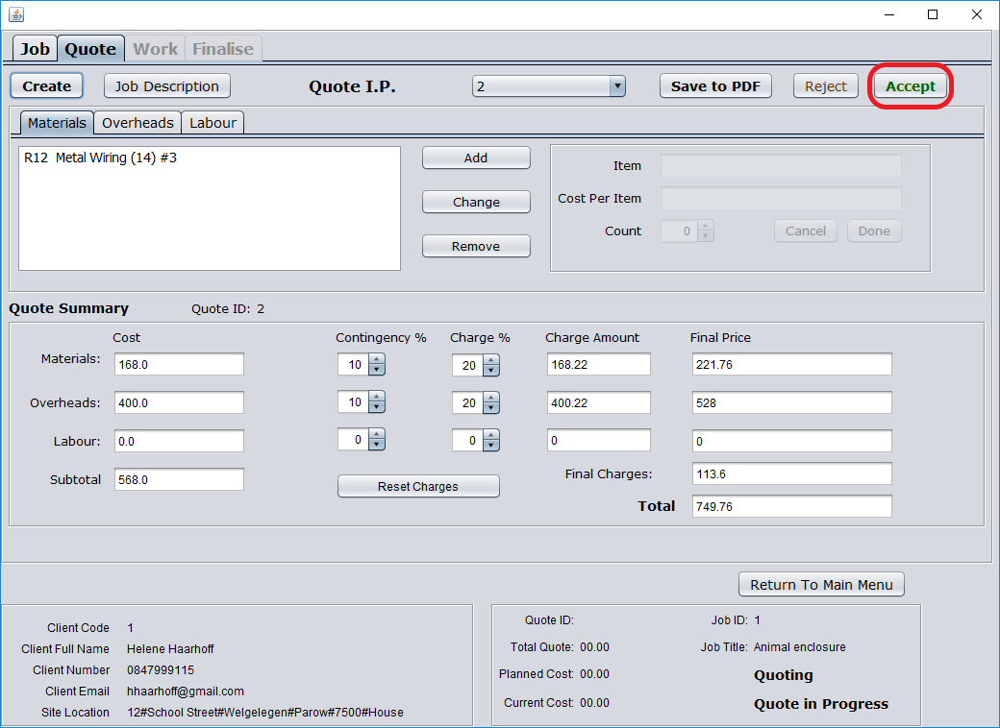 Job Quote Work Finalise
Create Job Description Quote I.P. 2 Save to PDF Reject Accept
Materials Overheads Labour
R12 Metal Wiring (14) #3
Add
Change
Remove
Item
Cost Per Item
Count 0 Cancel Done
Quote Summary Quote ID: 2
Cost Contingency % Charge % Charge Amount Final Price
Materials: 168.0 10 20 168.22 221.76
Overheads: 400.0 10 20 400.22 528
Labour: 0.0 0 0 0 0
Subtotal 568.0 Reset Charges Final Charges: 113.6
Total 749.76
Return To Main Menu
Client Code 1
Client Full Name Helene Haarhoff
Client Number 0847999115
Client Email hhaarhoff@gmail.com
Site Location 12#School Street#Welgelegen#Parow#7500#House
Quote ID: Job ID: 1
Total Quote: 00.00 Job Title: Animal enclosure
Planned Cost: 00.00 Quoting
Current Cost: 00.00 Quote in Progress